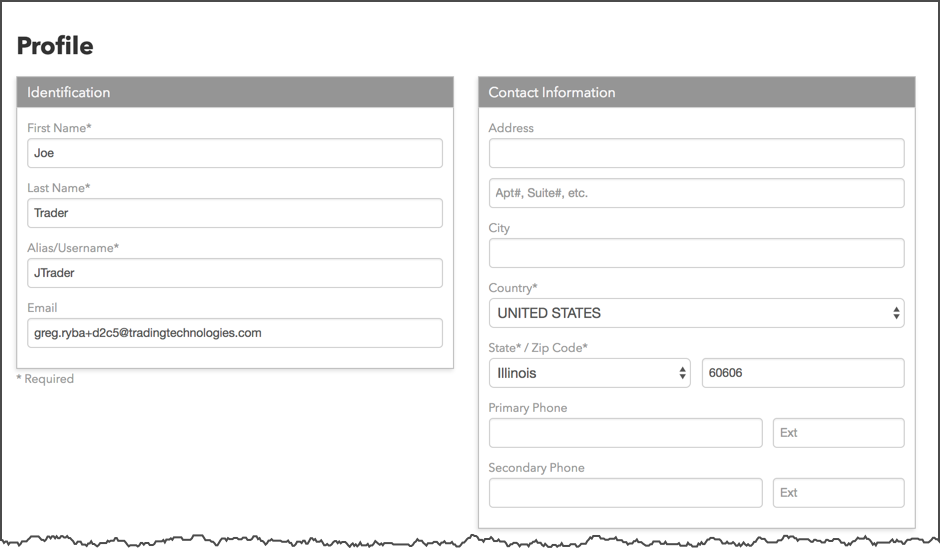 Profile
Identification
First Name*
Joe
Last Name*
Trader
Alias/Username*
JTrader
Email
greg.ryba+d2c5@tradingtechnologies.com
* Required
Contact Information
Address
Apt#, Suite#, etc.
City
Country*
UNITED STATES
State* / Zip Code*
Illinois 60606
Primary Phone
Ext
Secondary Phone
Ext